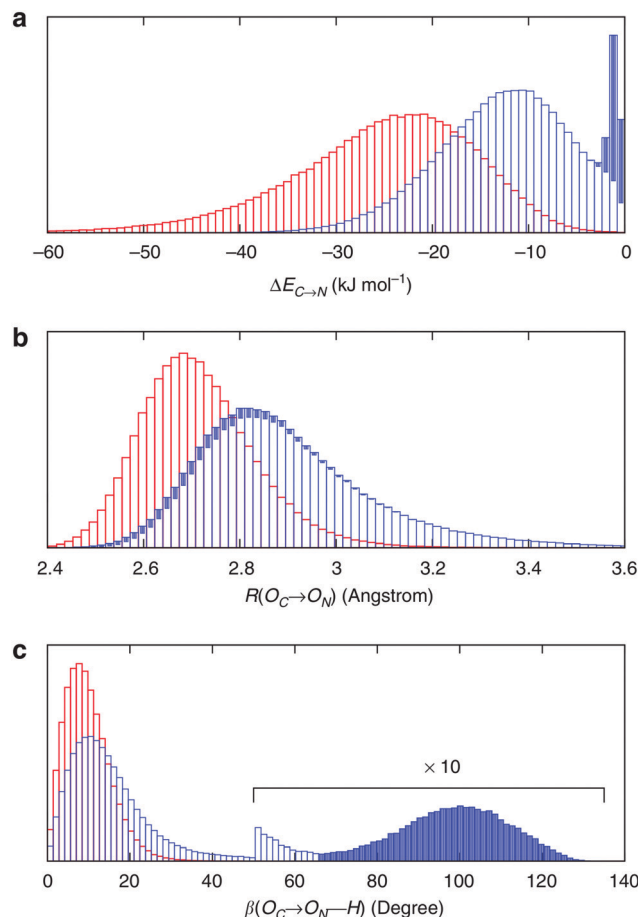 a
–60 –50 –40 –30 –20 –10 0
ΔE_C→N (kJ mol⁻¹)
b
2.4 2.6 2.8 3 3.2 3.4 3.6
R(O_C→O_N) (Angstrom)
c
× 10
0 20 40 60 80 100 120 140
β(O_C→O_N—H) (Degree)